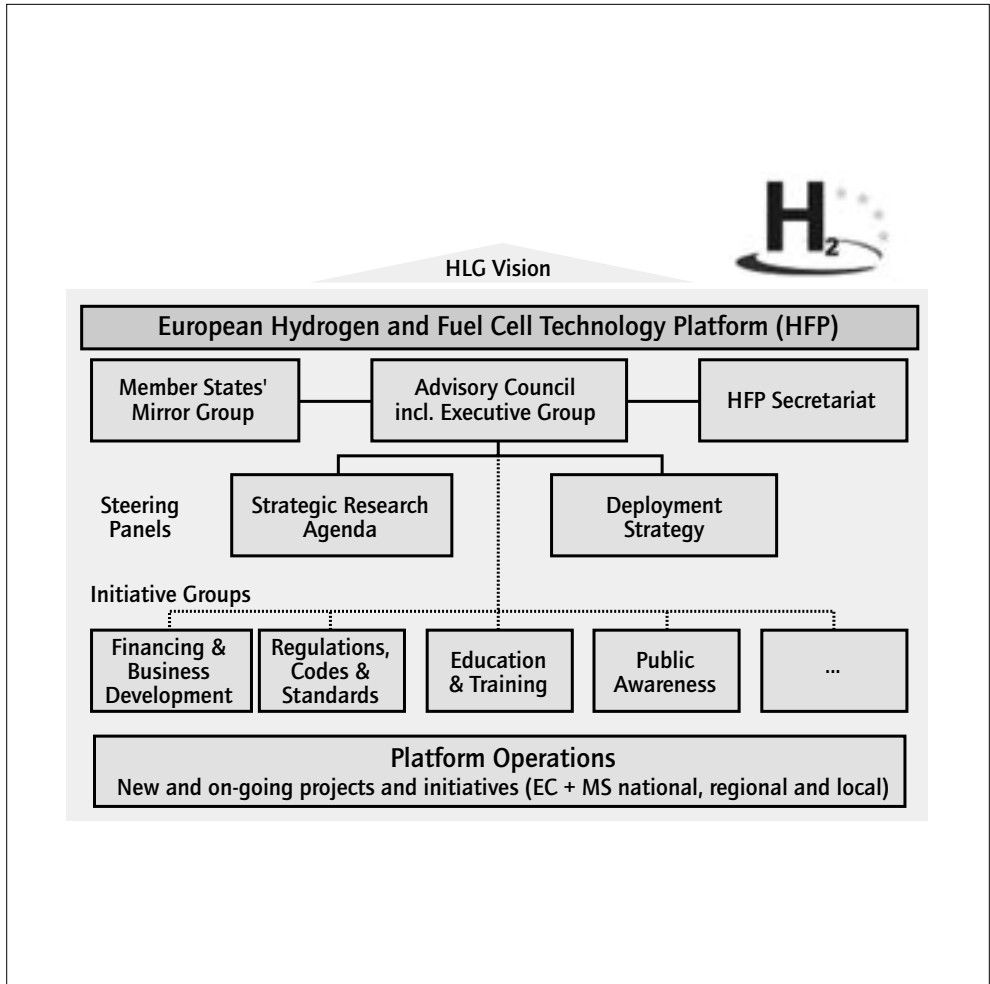 H2
HLG Vision
European Hydrogen and Fuel Cell Technology Platform (HFP)
Member States'
Mirror Group
Advisory Council
incl. Executive Group
HFP Secretariat
Steering
Panels
Strategic Research
Agenda
Deployment
Strategy
Initiative Groups
Financing &
Business
Development
Regulations,
Codes &
Standards
Education
& Training
Public
Awareness
...
Platform Operations
New and on-going projects and initiatives (EC + MS national, regional and local)